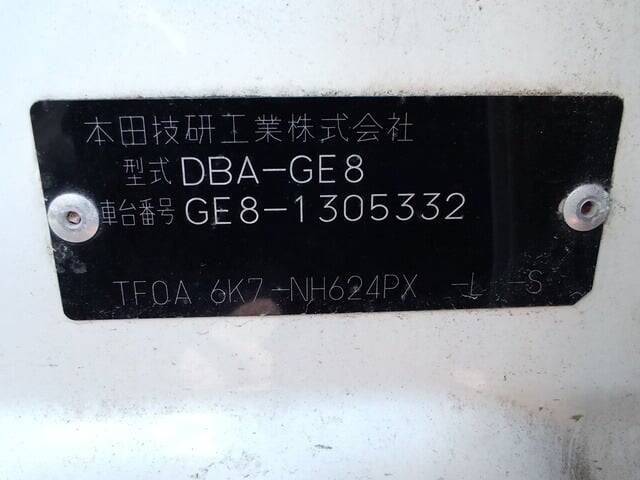 本田技研工業株式会社
型式 DBA-GE8
車台番号 GE8-1305332
TF0A 6K7-NH624PX -L -S